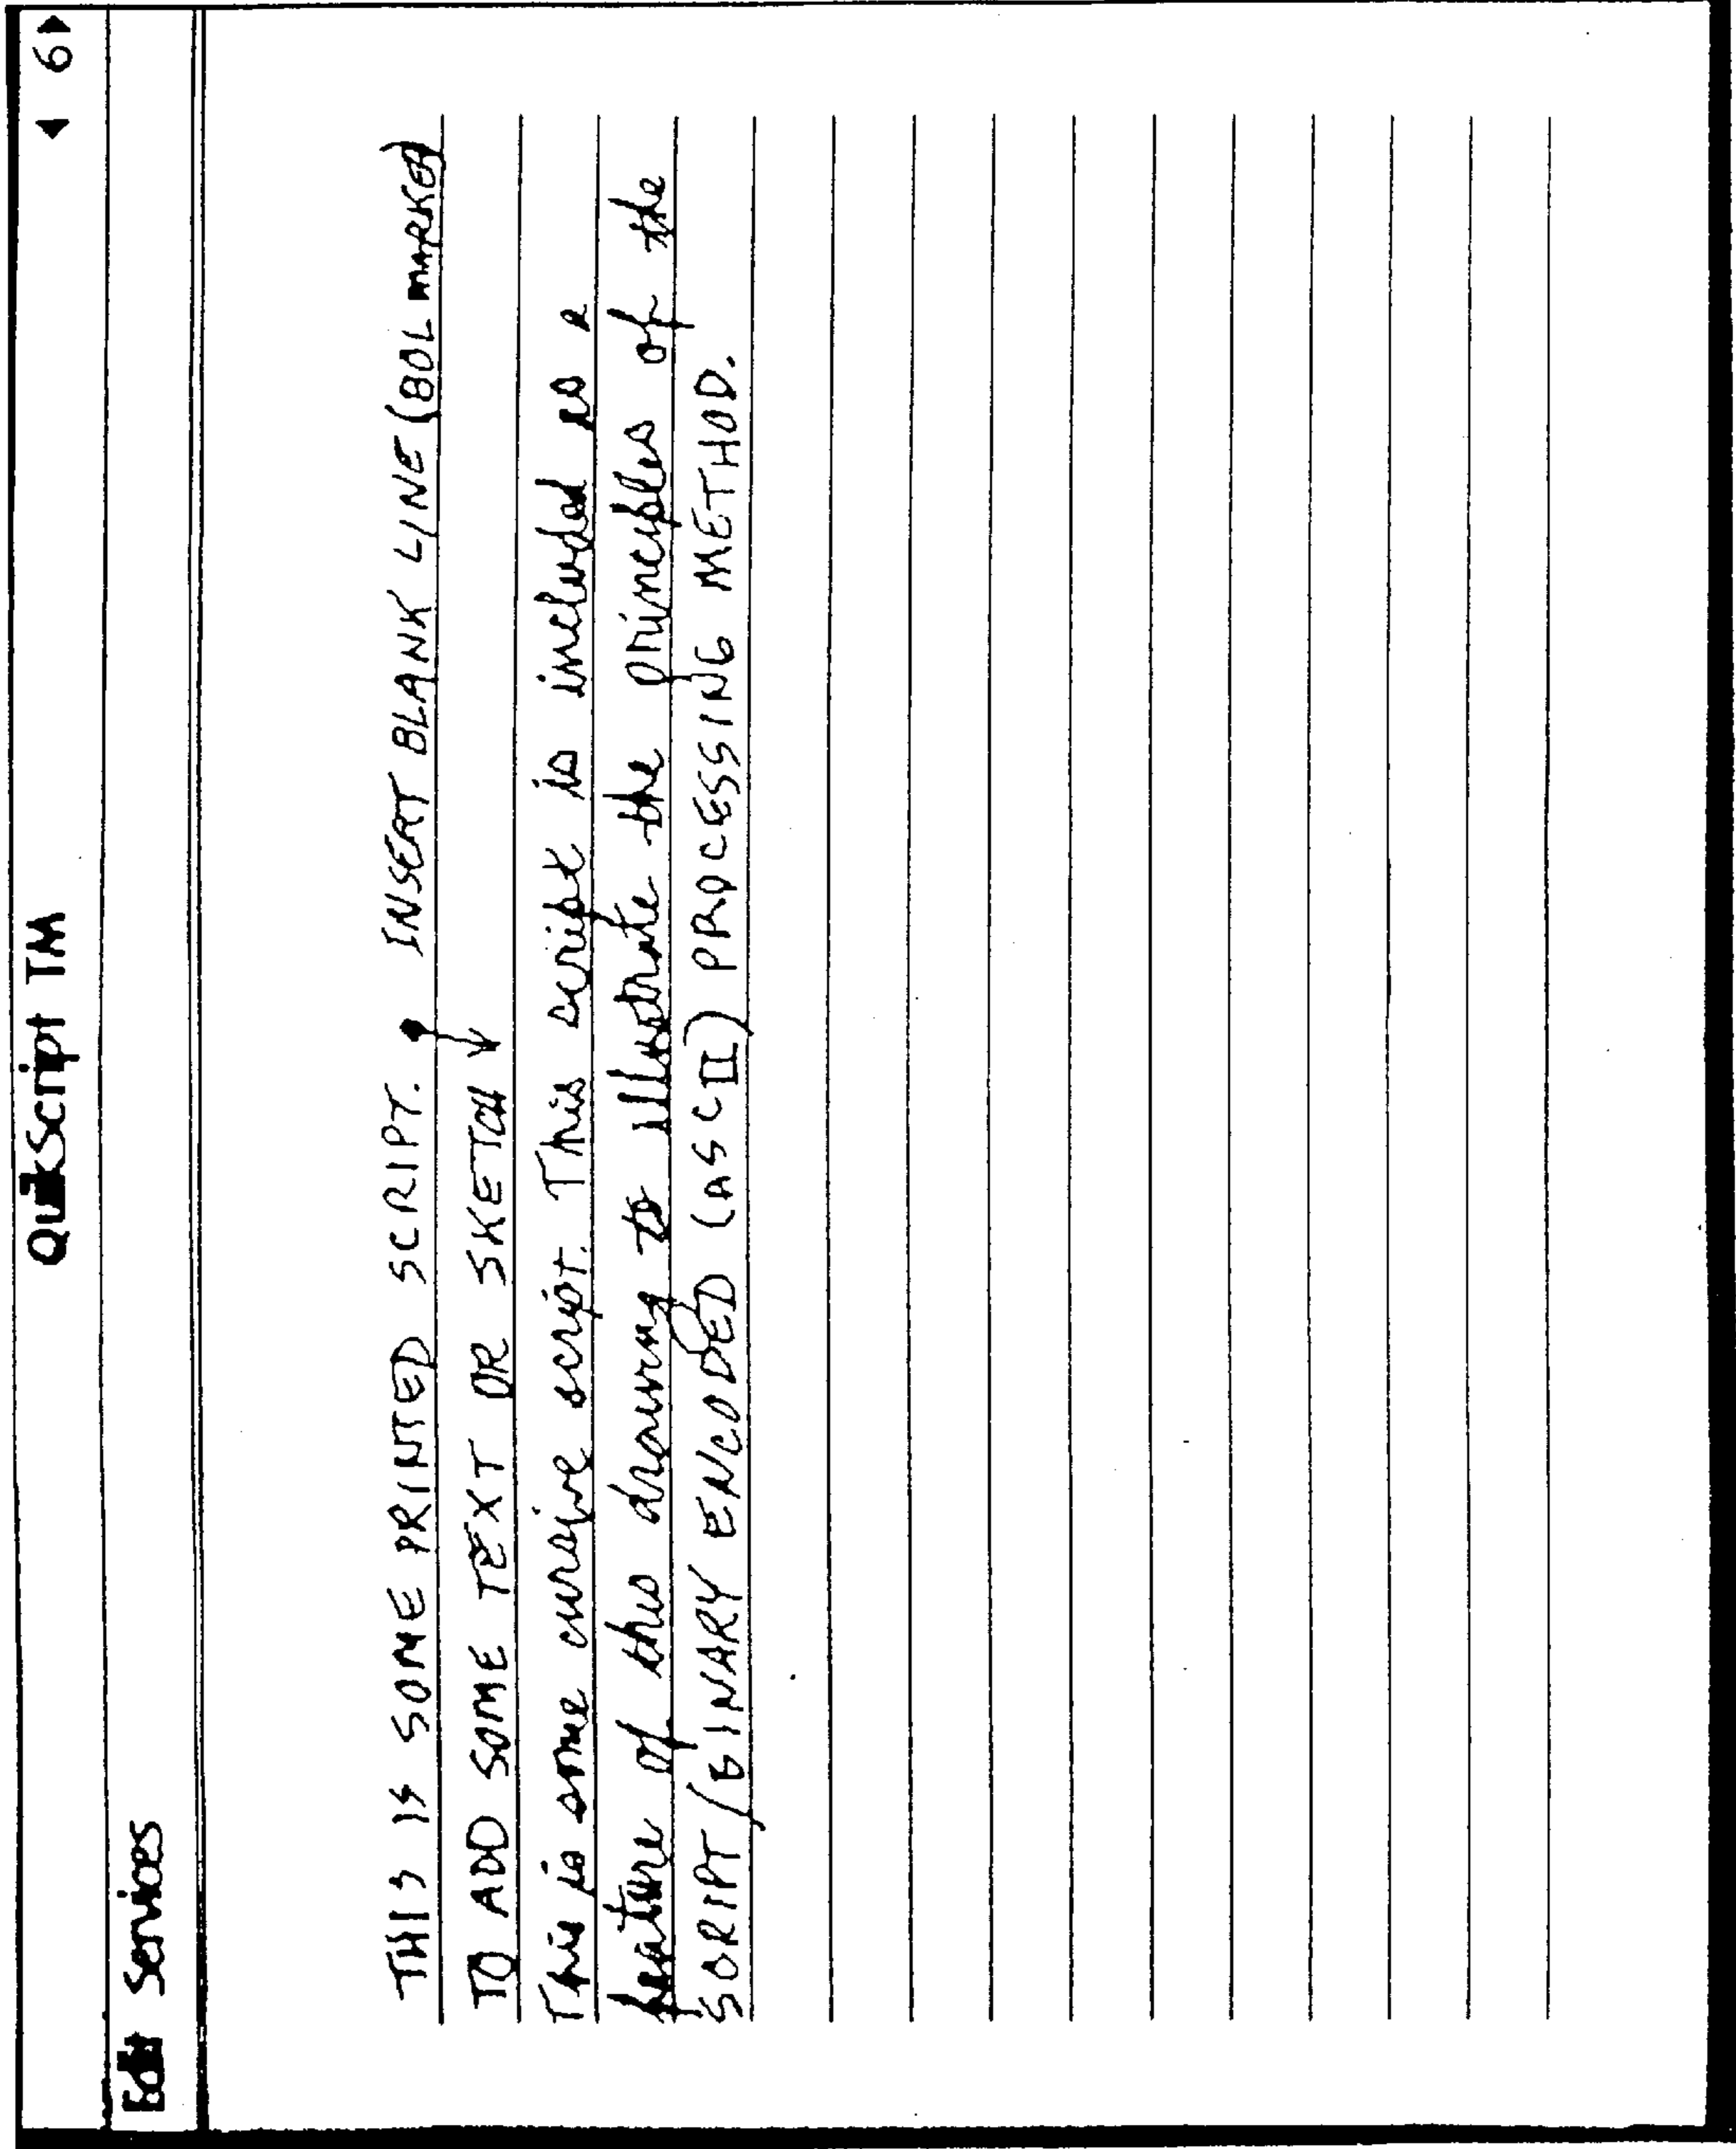 QuikScript TM ◄ 6►
Edit Services
THIS IS SOME PRINTED SCRIPT. INSERT BLANK LINE (BOL MARKED)
TO ADD SOME TEXT OR SKETCH
This is some cursive script. This script is included as a
feature of this drawing to illustrate the principles of the
SCRIPT/BINARY ENCODED (ASCII) PROCESSING METHOD.